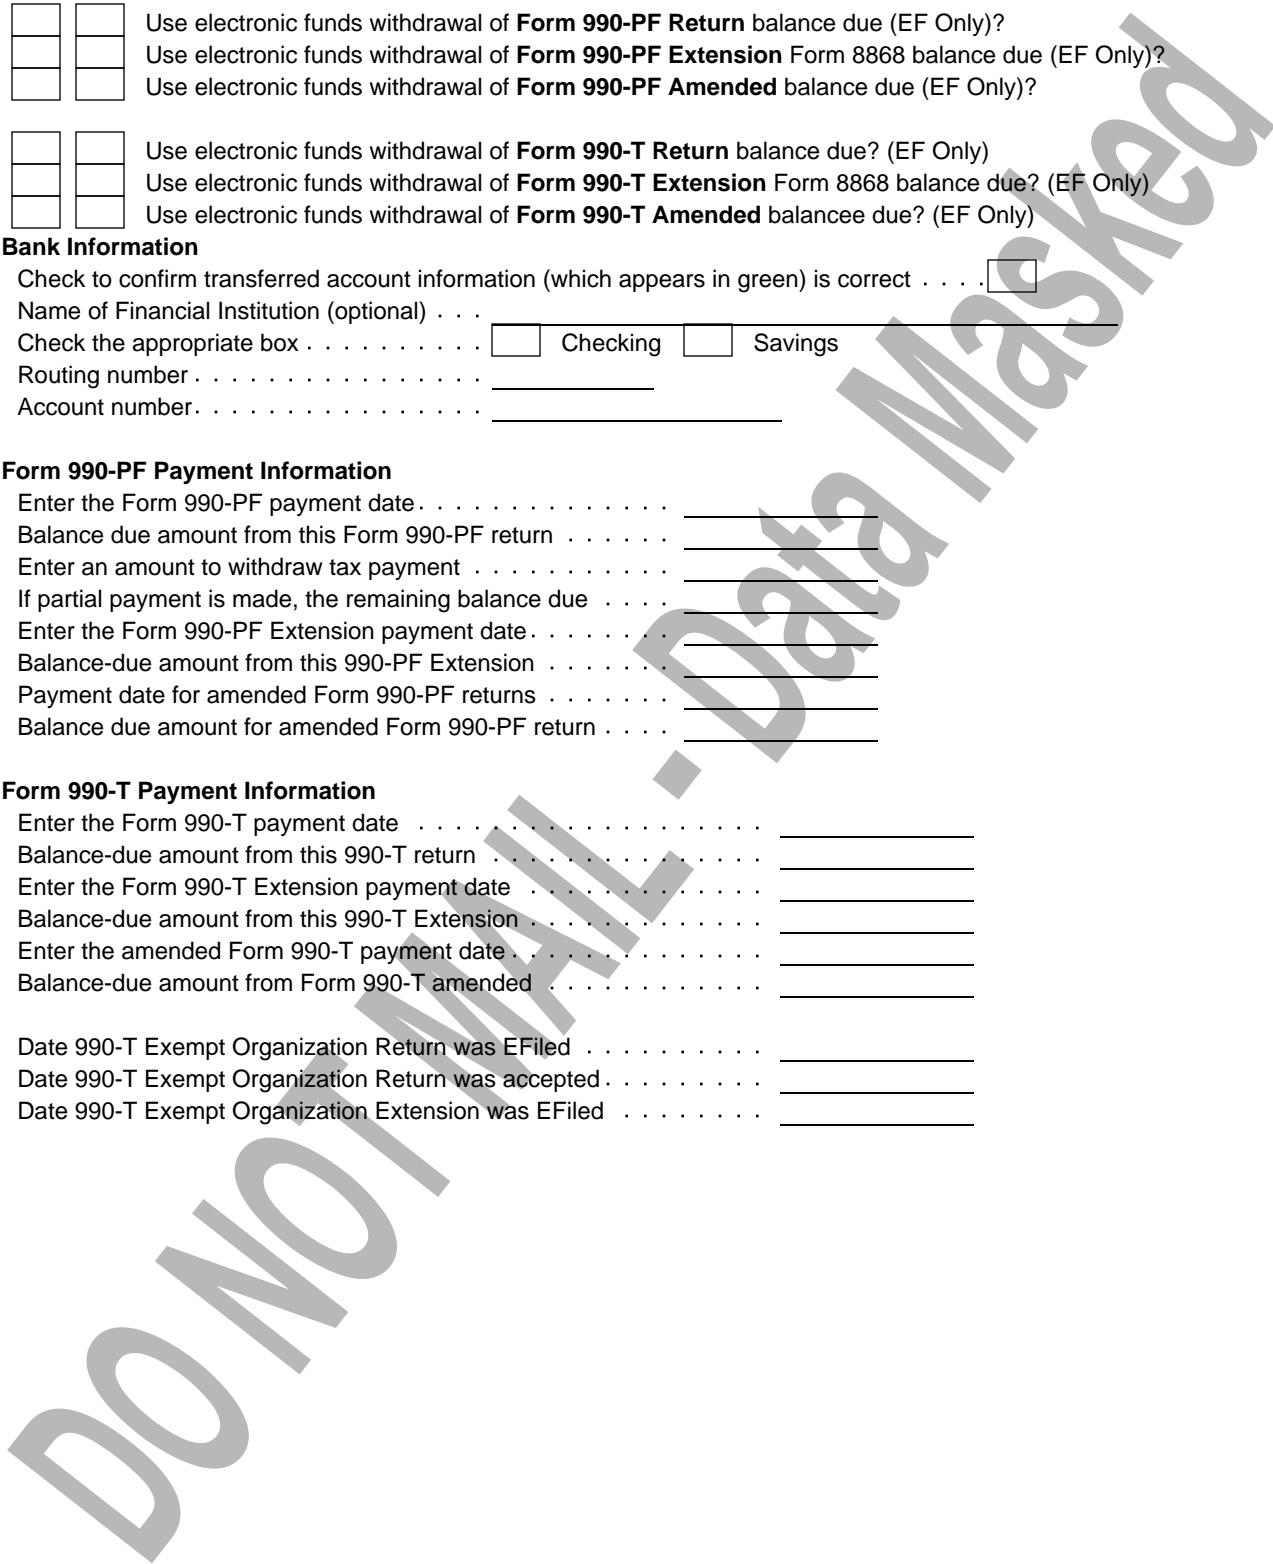 Use electronic funds withdrawal of Form 990-PF Return balance due (EF Only)?
Use electronic funds withdrawal of Form 990-PF Extension Form 8868 balance due (EF Only)?
Use electronic funds withdrawal of Form 990-PF Amended balance due (EF Only)?
Use electronic funds withdrawal of Form 990-T Return balance due? (EF Only)
Use electronic funds withdrawal of Form 990-T Extension Form 8868 balance due? (EF Only)
Use electronic funds withdrawal of Form 990-T Amended balancee due? (EF Only)
Bank Information
Check to confirm transferred account information (which appears in green) is correct . . . .
Name of Financial Institution (optional) . . .
Check the appropriate box . . . . . . . . . . Checking Savings
Routing number . . . . . . . . . . . . . . . .
Account number . . . . . . . . . . . . . . . .
Form 990-PF Payment Information
Enter the Form 990-PF payment date . . . . . . . . . . . . . .
Balance due amount from this Form 990-PF return . . . . . .
Enter an amount to withdraw tax payment . . . . . . . . . . .
If partial payment is made, the remaining balance due . . . .
Enter the Form 990-PF Extension payment date . . . . . . . .
Balance-due amount from this 990-PF Extension . . . . . . .
Payment date for amended Form 990-PF returns . . . . . . .
Balance due amount for amended Form 990-PF return . . . .
Form 990-T Payment Information
Enter the Form 990-T payment date . . . . . . . . . . . . . . . . . . .
Balance-due amount from this 990-T return . . . . . . . . . . . . . . .
Enter the Form 990-T Extension payment date . . . . . . . . . . . . .
Balance-due amount from this 990-T Extension . . . . . . . . . . . . .
Enter the amended Form 990-T payment date . . . . . . . . . . . . . .
Balance-due amount from Form 990-T amended . . . . . . . . . . . .
Date 990-T Exempt Organization Return was EFiled . . . . . . . . . .
Date 990-T Exempt Organization Return was accepted . . . . . . . . .
Date 990-T Exempt Organization Extension was EFiled . . . . . . . .
DO NOT MAIL - Data Masked